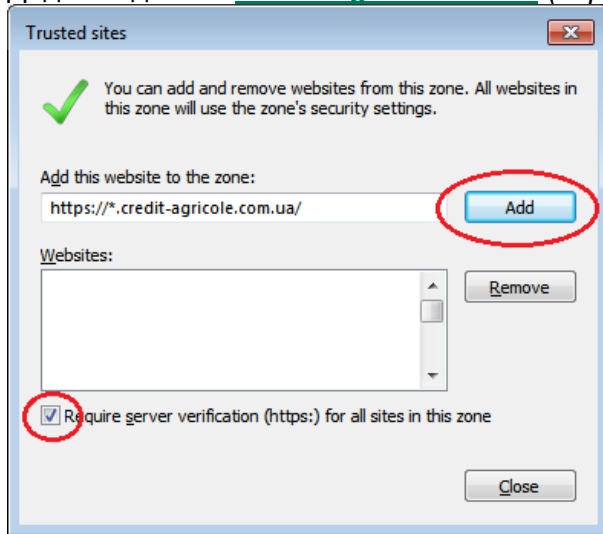 Trusted sites
You can add and remove websites from this zone. All websites in
this zone will use the zone's security settings.
Add this website to the zone:
https://*.credit-agricole.com.ua/
Add
Websites:
Remove
Require server verification (https:) for all sites in this zone
Close